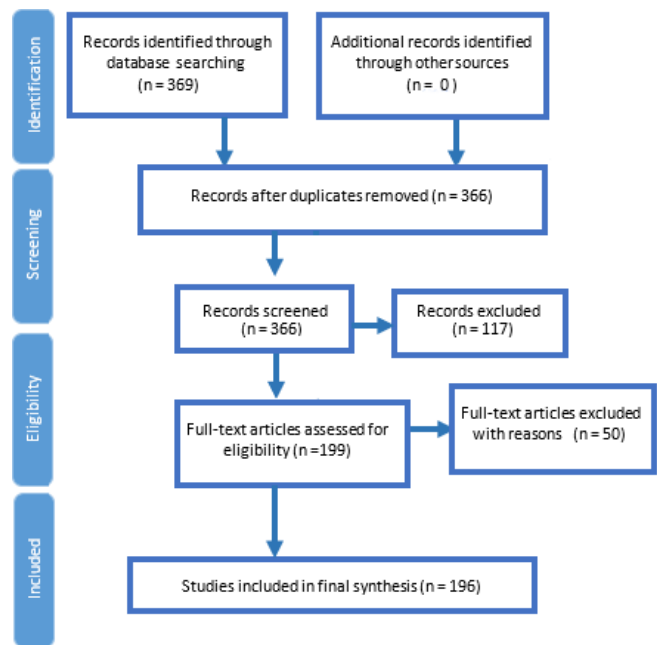 Identification
Records identified through
database searching
(n = 369)
Additional records identified
through other sources
(n = 0 )
Records after duplicates removed (n = 366)
Screening
Records screened
(n = 366)
Records excluded
(n = 117)
Eligibility
Full-text articles assessed for
eligibility (n =199)
Full-text articles excluded
with reasons (n = 50)
Included
Studies included in final synthesis (n = 196)